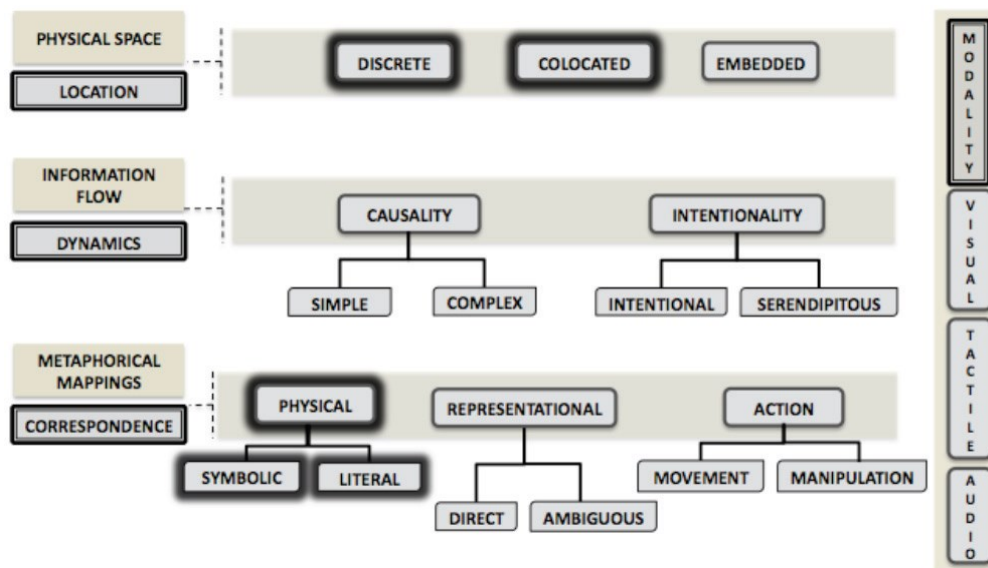 PHYSICAL SPACE
LOCATION
DISCRETE
COLOCATED
EMBEDDED
INFORMATION
FLOW
DYNAMICS
CAUSALITY
INTENTIONALITY
SIMPLE
COMPLEX
INTENTIONAL
SERENDIPITOUS
METAPHORICAL
MAPPINGS
CORRESPONDENCE
PHYSICAL
REPRESENTATIONAL
ACTION
SYMBOLIC
LITERAL
MOVEMENT
MANIPULATION
DIRECT
AMBIGUOUS
MODALITY
VISUAL
TACTILE
AUDIO